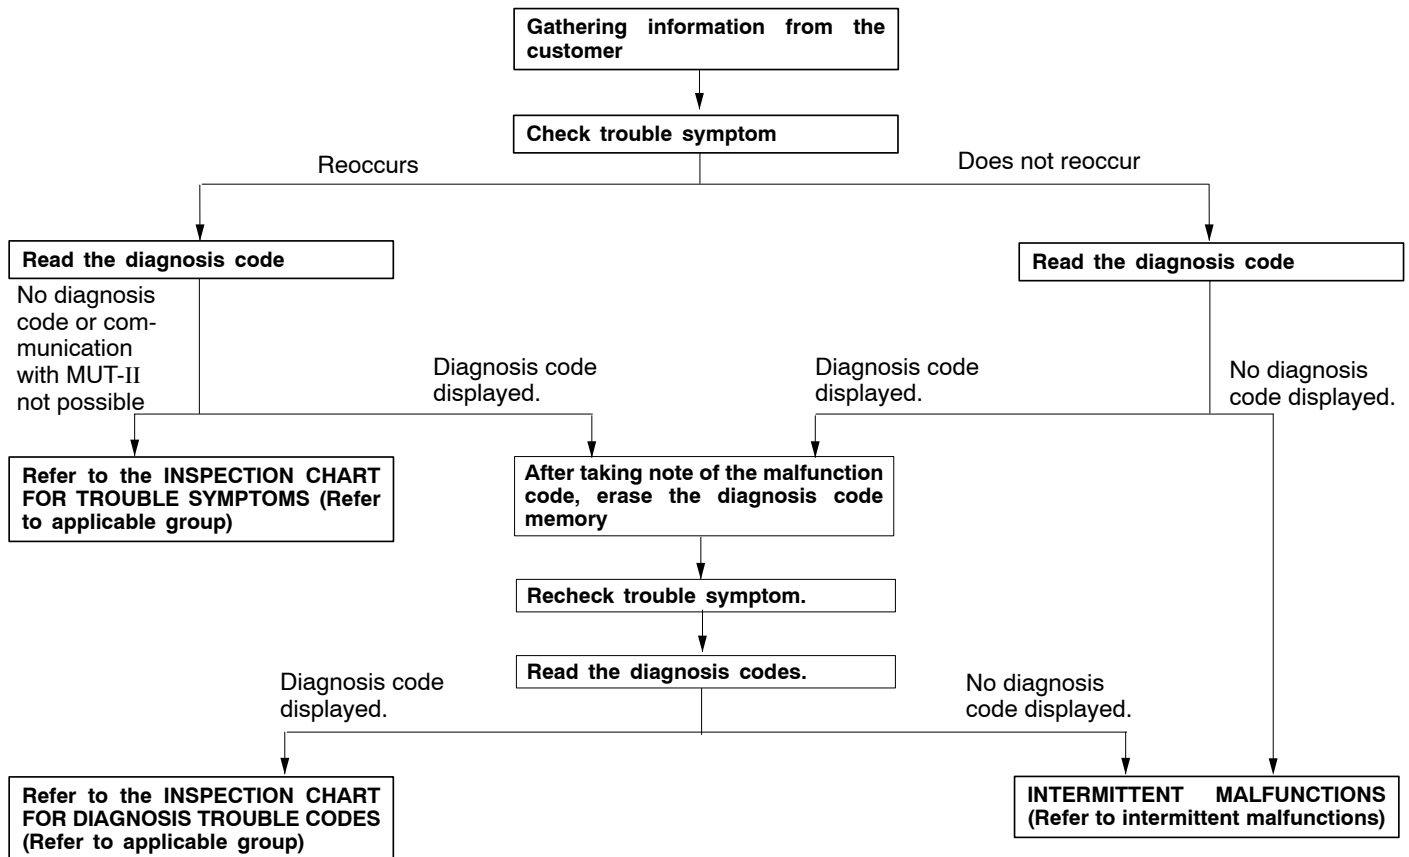 Gathering information from the
customer
Check trouble symptom
Reoccurs
Does not reoccur
Read the diagnosis code
Read the diagnosis code
No diagnosis
code or com-
munication
with MUT-II
not possible
Diagnosis code
displayed.
Diagnosis code
displayed.
No diagnosis
code displayed.
Refer to the INSPECTION CHART
FOR TROUBLE SYMPTOMS (Refer
to applicable group)
After taking note of the malfunction
code, erase the diagnosis code
memory
Recheck trouble symptom.
Read the diagnosis codes.
Diagnosis code
displayed.
No diagnosis
code displayed.
Refer to the INSPECTION CHART
FOR DIAGNOSIS TROUBLE CODES
(Refer to applicable group)
INTERMITTENT MALFUNCTIONS
(Refer to intermittent malfunctions)